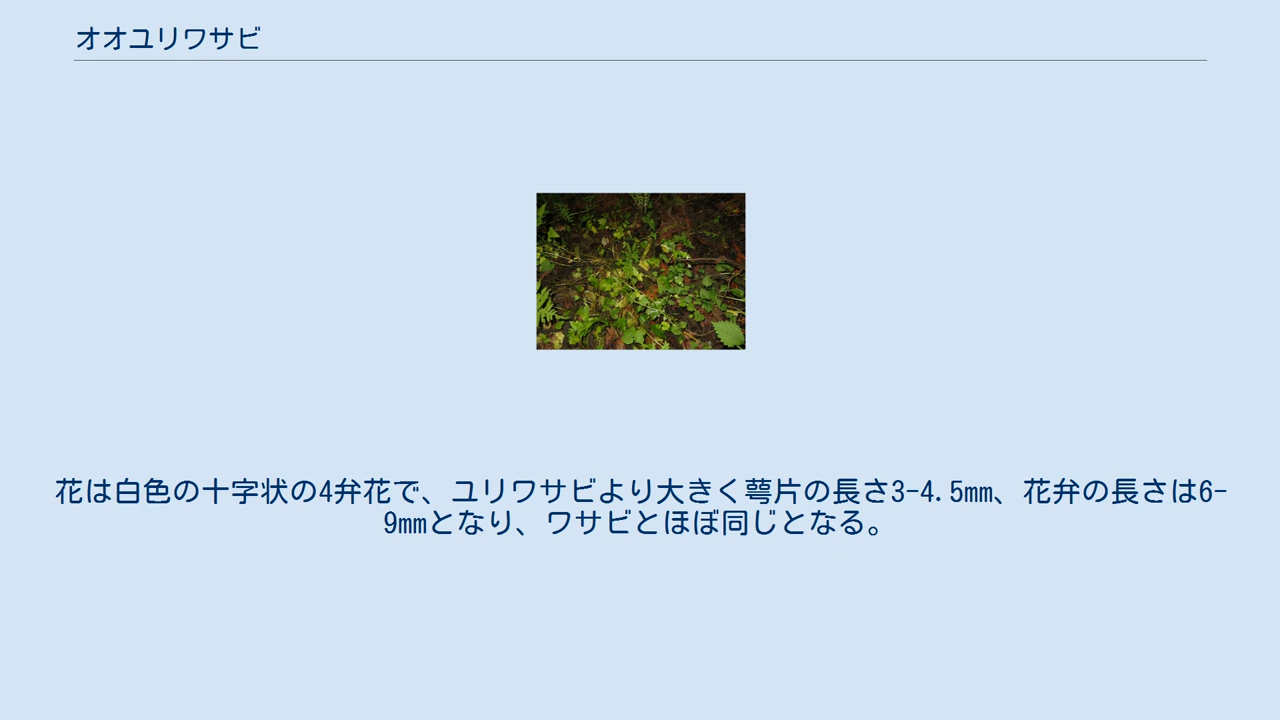 オオユリワサビ
花は白色の十字状の4弁花で、ユリワサビより大きく萼片の長さ3-4.5mm、花弁の長さは6-
9mmとなり、ワサビとほぼ同じとなる。